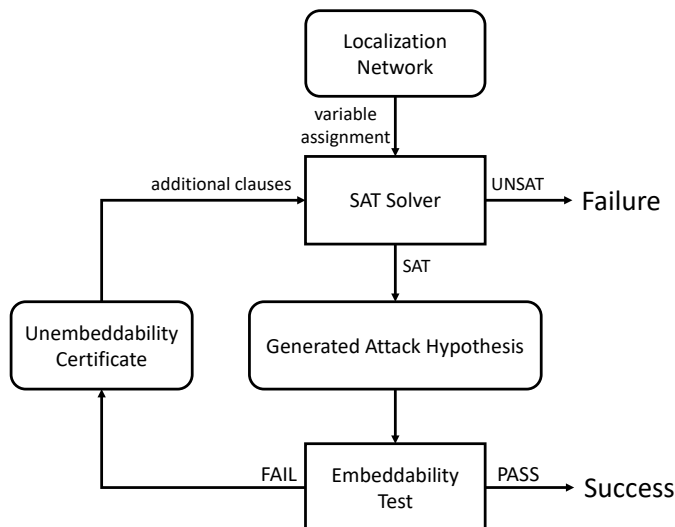 Localization
Network
variable
assignment
additional clauses
SAT Solver
UNSAT
Failure
SAT
Unembeddability
Certificate
Generated Attack Hypothesis
FAIL
Embeddability
Test
PASS
Success